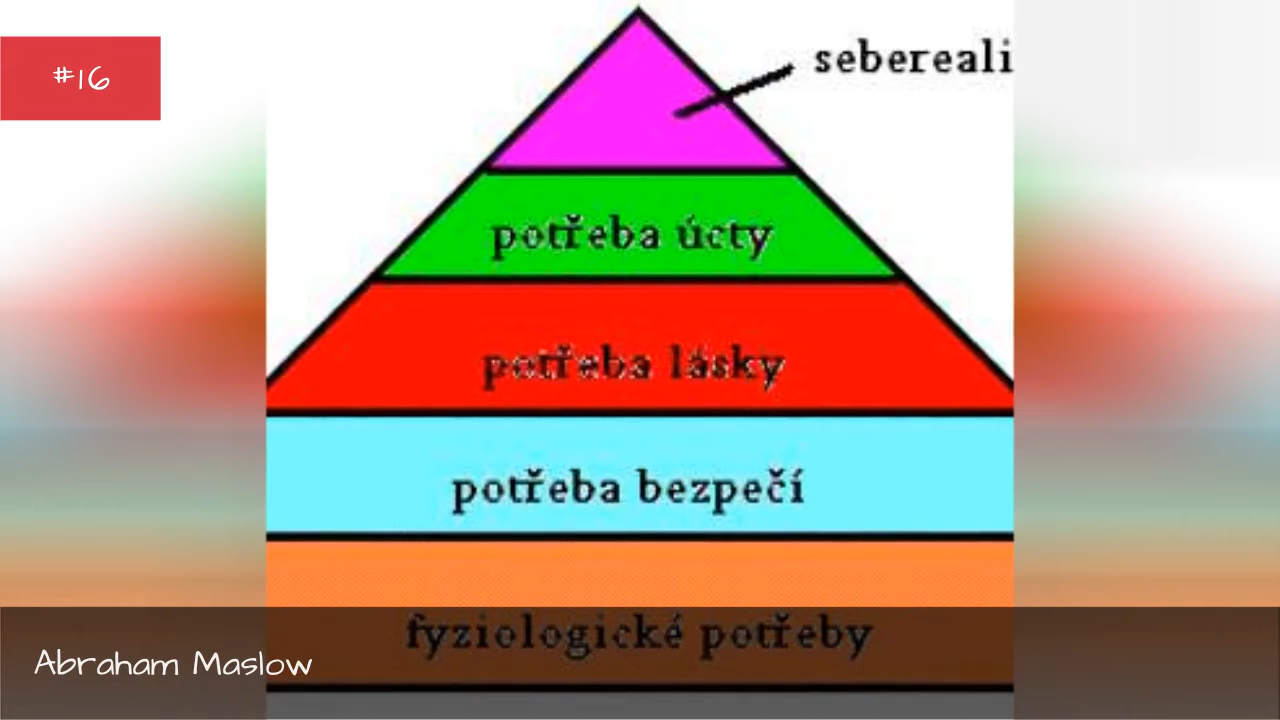 #16
sebereali
potřeba úcty
potřeba lásky
potřeba bezpečí
fyziologické potřeby
Abraham Maslow